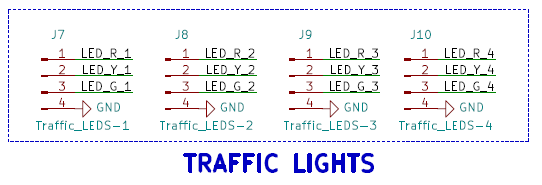 J7 J8 J9 J10
1 LED_R_1 1 LED_R_2 1 LED_R_3 1 LED_R_4
2 LED_Y_1 2 LED_Y_2 2 LED_Y_3 2 LED_Y_4
3 LED_G_1 3 LED_G_2 3 LED_G_3 3 LED_G_4
4 GND 4 GND 4 GND 4 GND
Traffic_LEDS-1 Traffic_LEDS-2 Traffic_LEDS-3 Traffic_LEDS-4
TRAFFIC LIGHTS